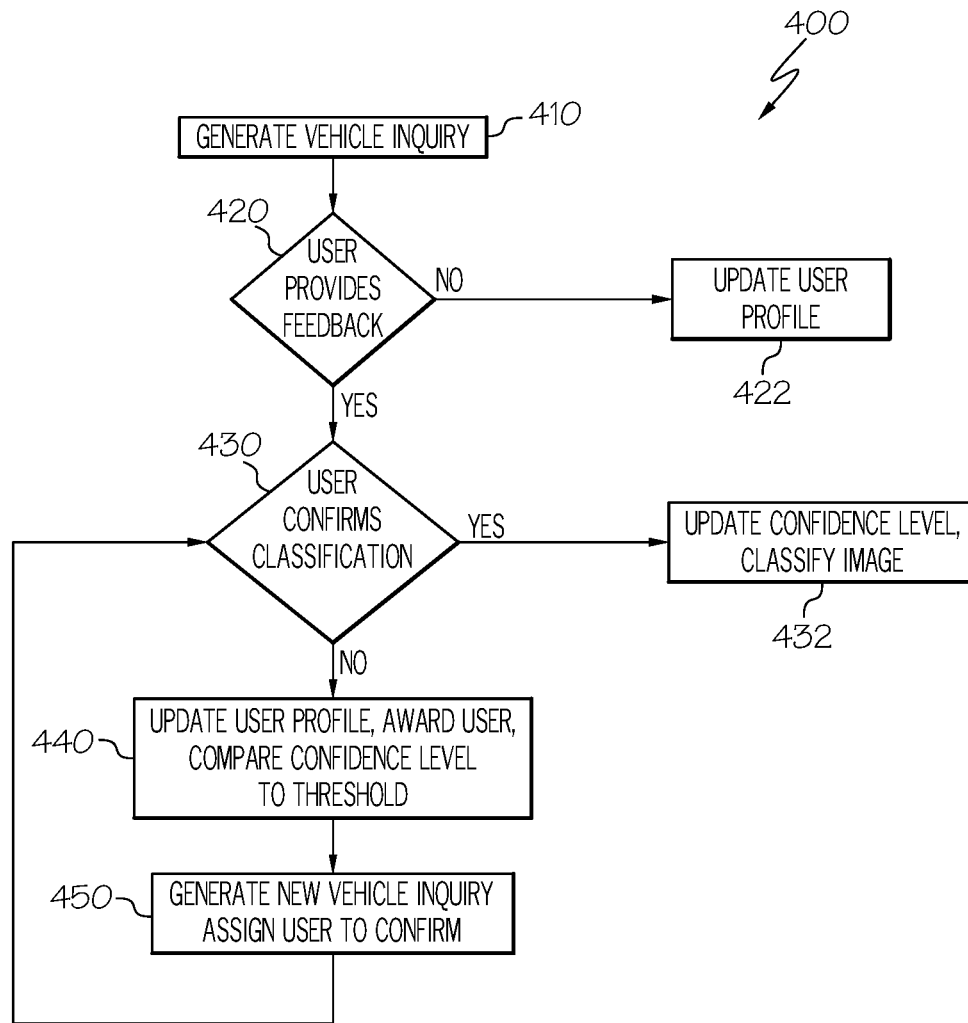 400
GENERATE VEHICLE INQUIRY
410
420
USER
PROVIDES
FEEDBACK
NO
UPDATE USER
PROFILE
422
YES
430
USER
CONFIRMS
CLASSIFICATION
YES
UPDATE CONFIDENCE LEVEL,
CLASSIFY IMAGE
432
NO
440
UPDATE USER PROFILE, AWARD USER,
COMPARE CONFIDENCE LEVEL
TO THRESHOLD
450
GENERATE NEW VEHICLE INQUIRY
ASSIGN USER TO CONFIRM